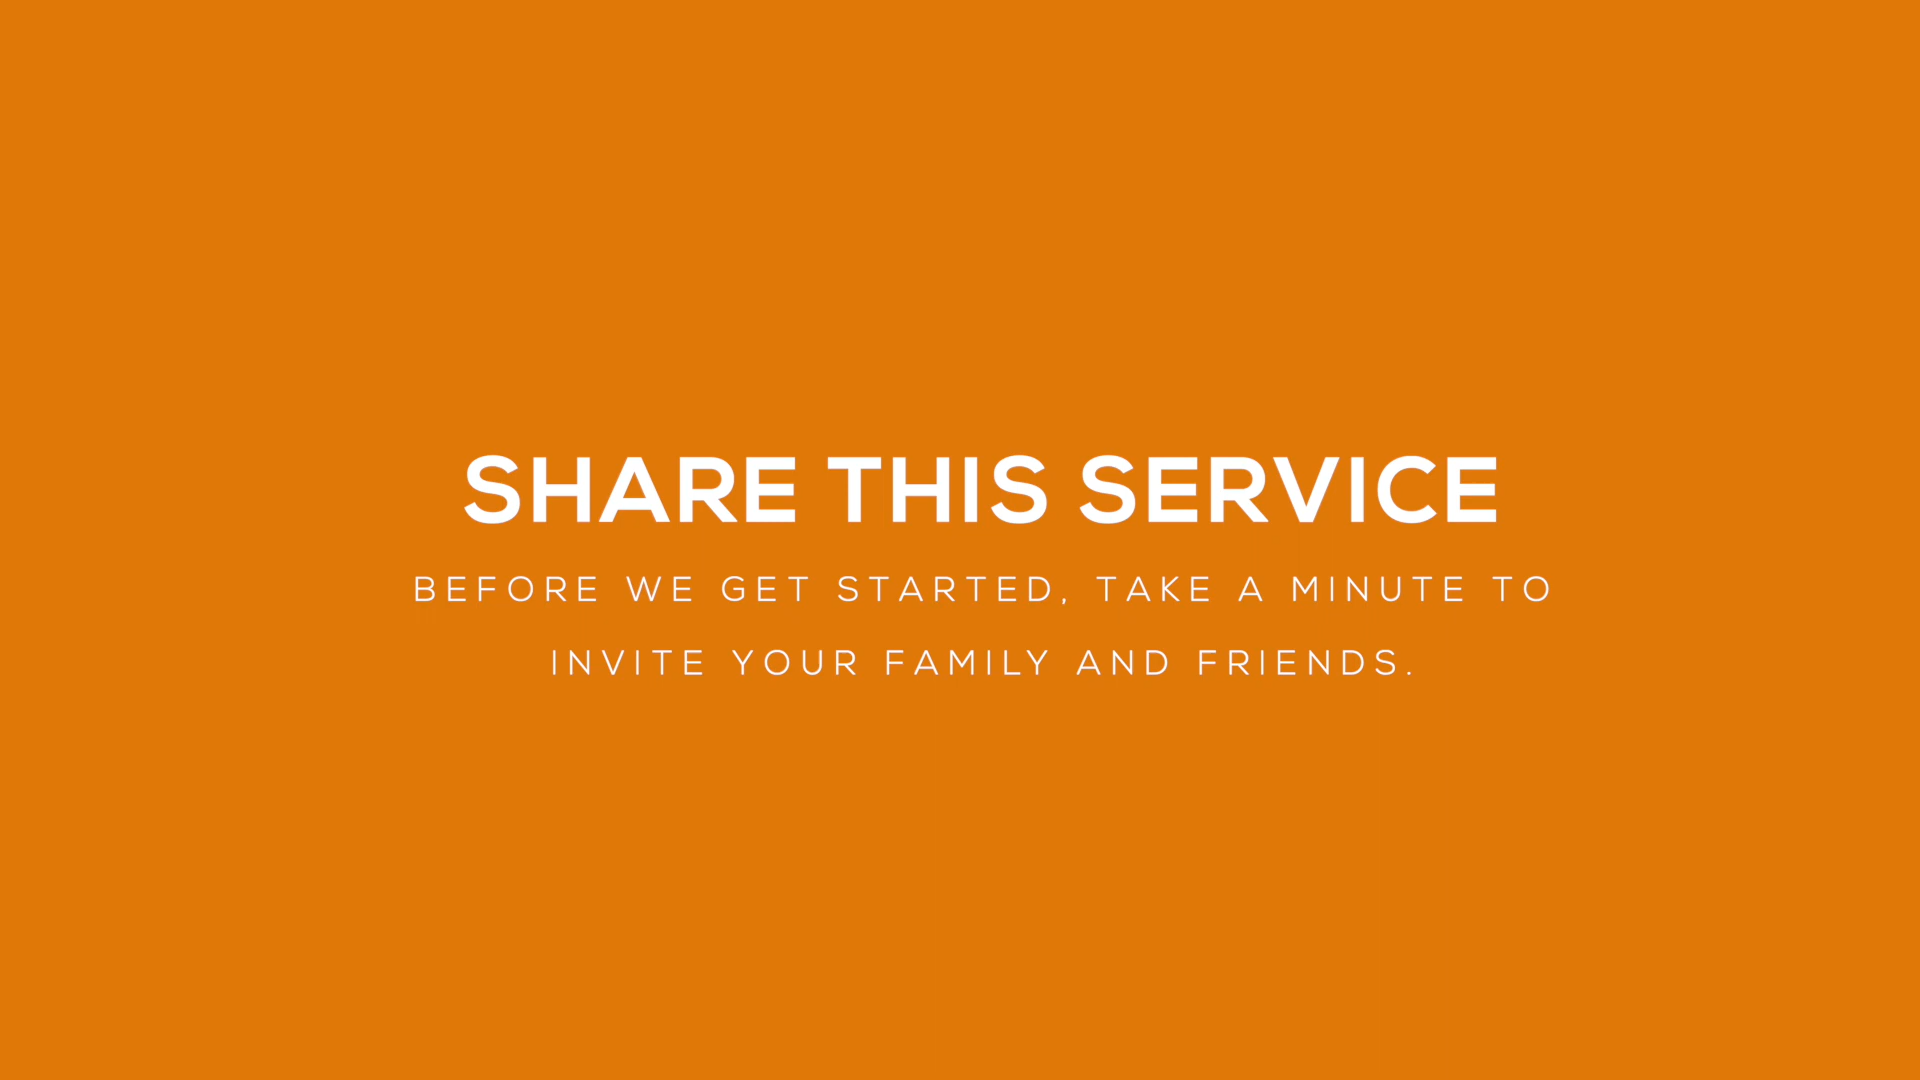 SHARE THIS SERVICE
BEFORE WE GET STARTED, TAKE A MINUTE TO
INVITE YOUR FAMILY AND FRIENDS.